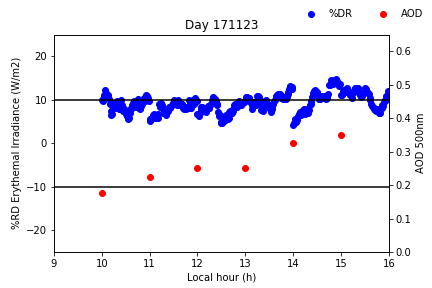 %DR AOD
Day 171123
%RD Erythemal Irradiance (W/m2)
20
10
0
−10
−20
0.6
0.5
0.4
0.3
0.2
0.1
0.0
AOD 500nm
9 10 11 12 13 14 15 16
Local hour (h)